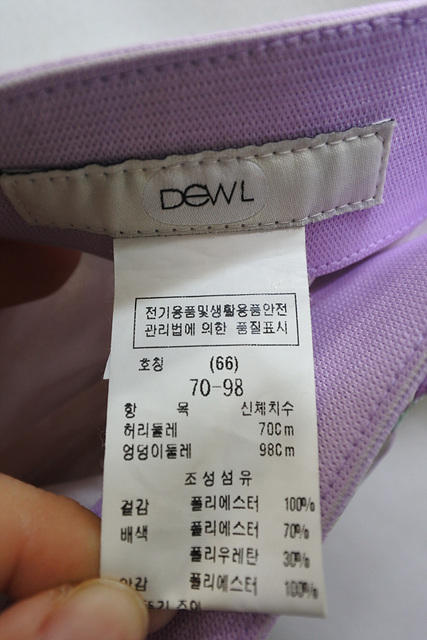 DEWL
전기용품및생활용품안전
관리법에 의한 품질표시
호칭 (66)
70-98
항 목 신체치수
허리둘레 70Cm
엉덩이둘레 98Cm
조성섬유
겉감 폴리에스터 100%
배색 폴리에스터 70%
폴리우레탄 30%
안감 폴리에스터 100%